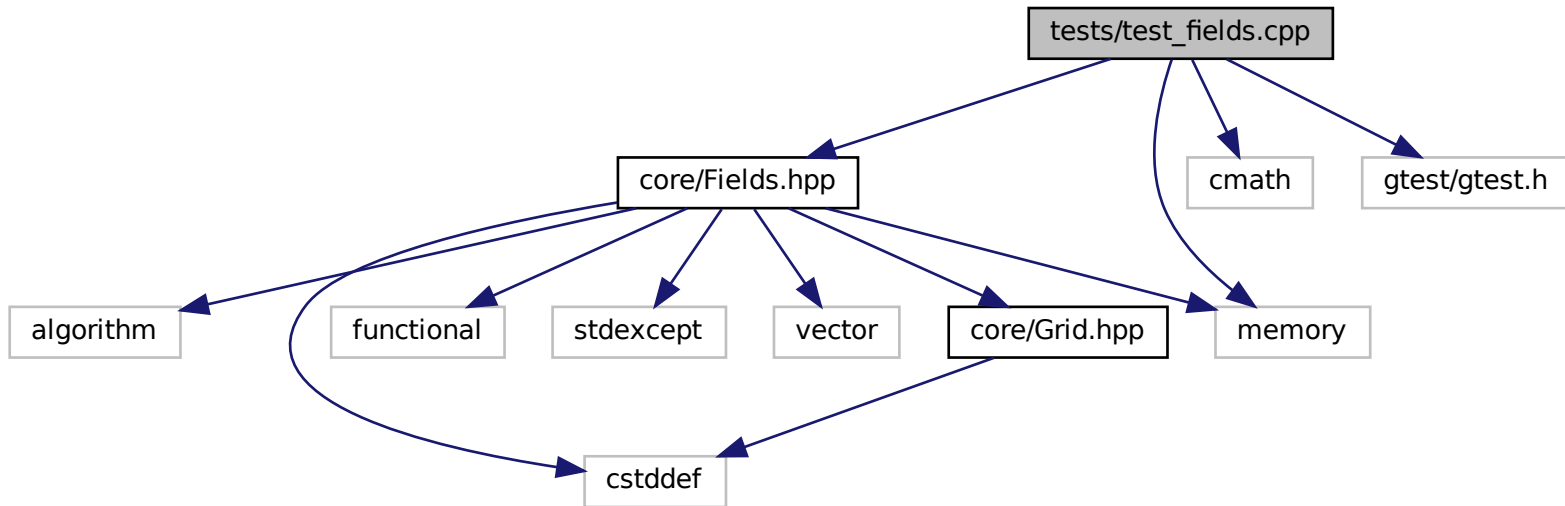 tests/test_fields.cpp
core/Fields.hpp
cmath
gtest/gtest.h
algorithm
functional
stdexcept
vector
core/Grid.hpp
memory
cstddef